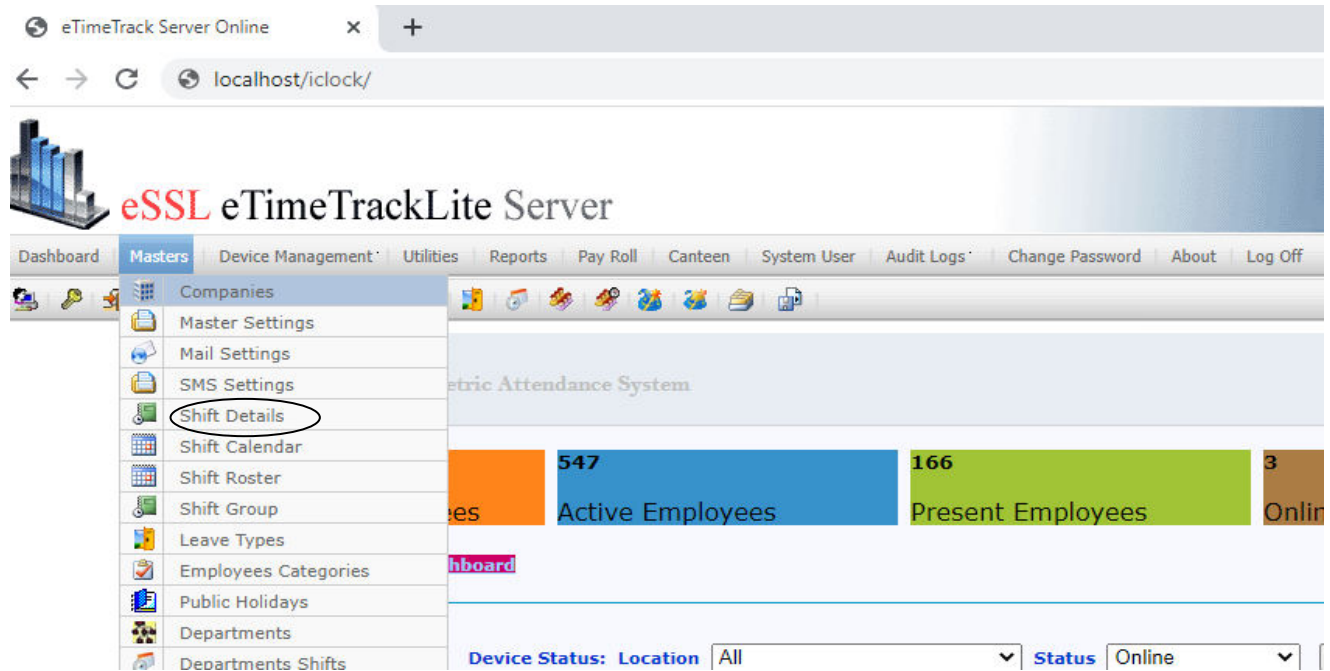 eTimeTrack Server Online
localhost/iclock/
eSSL eTimeTrackLite Server
Dashboard Masters Device Management Utilities Reports Pay Roll Canteen System User Audit Logs Change Password About Log Off
Companies
Master Settings
Mail Settings
SMS Settings
etric Attendance System
Shift Details
Shift Calendar
Shift Roster
Shift Group
547 166 3
ees Active Employees Present Employees Onlin
Leave Types
hboard
Employees Categories
Public Holidays
Departments
Departments Shifts
Device Status: Location All Status Online